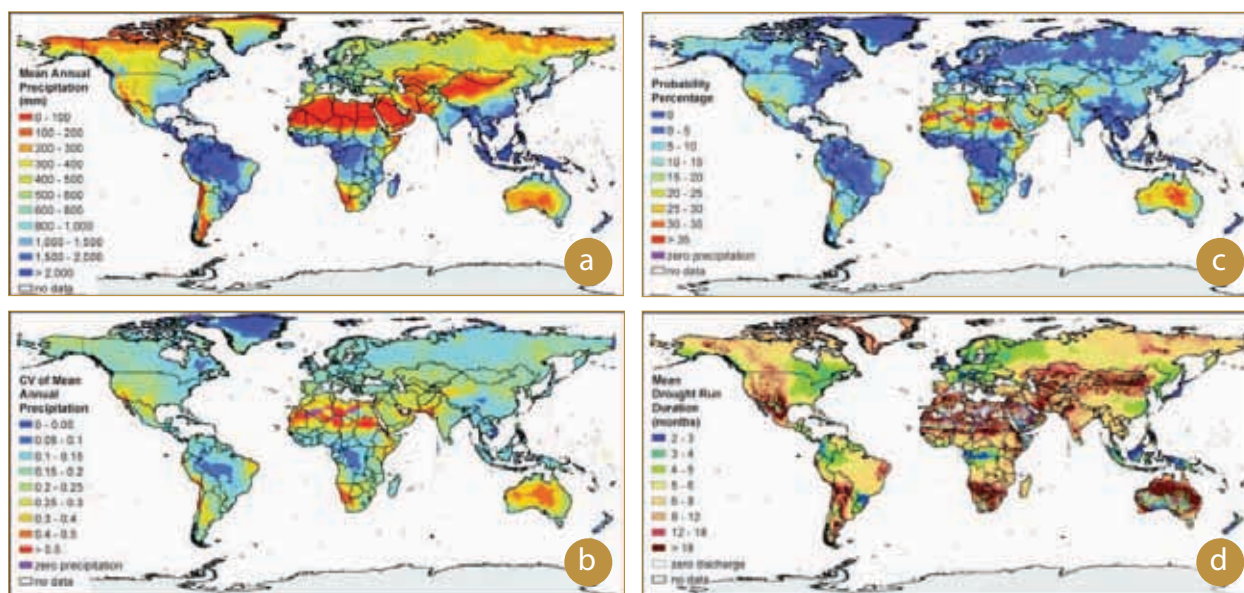 Mean Annual
Precipitation
(mm)
0 - 100
100 - 200
200 - 300
300 - 400
400 - 500
500 - 600
600 - 800
800 - 1,000
1,000 - 1,500
1,500 - 2,000
> 2,000
no data
a
Probability
Percentage
0
0 - 5
5 - 10
10 - 15
15 - 20
20 - 25
25 - 30
> 35
zero precipitation
no data
c
CV of Mean
Annual
Precipitation
0 - 0.05
0.05 - 0.1
0.1 - 0.15
0.15 - 0.2
0.2 - 0.25
0.25 - 0.3
0.3 - 0.4
0.4 - 0.5
> 0.5
zero precipitation
no data
b
Mean
Drought Run
Duration
(months)
2 - 3
3 - 4
4 - 5
5 - 6
6 - 8
8 - 12
12 - 18
> 18
zero discharge
no data
d